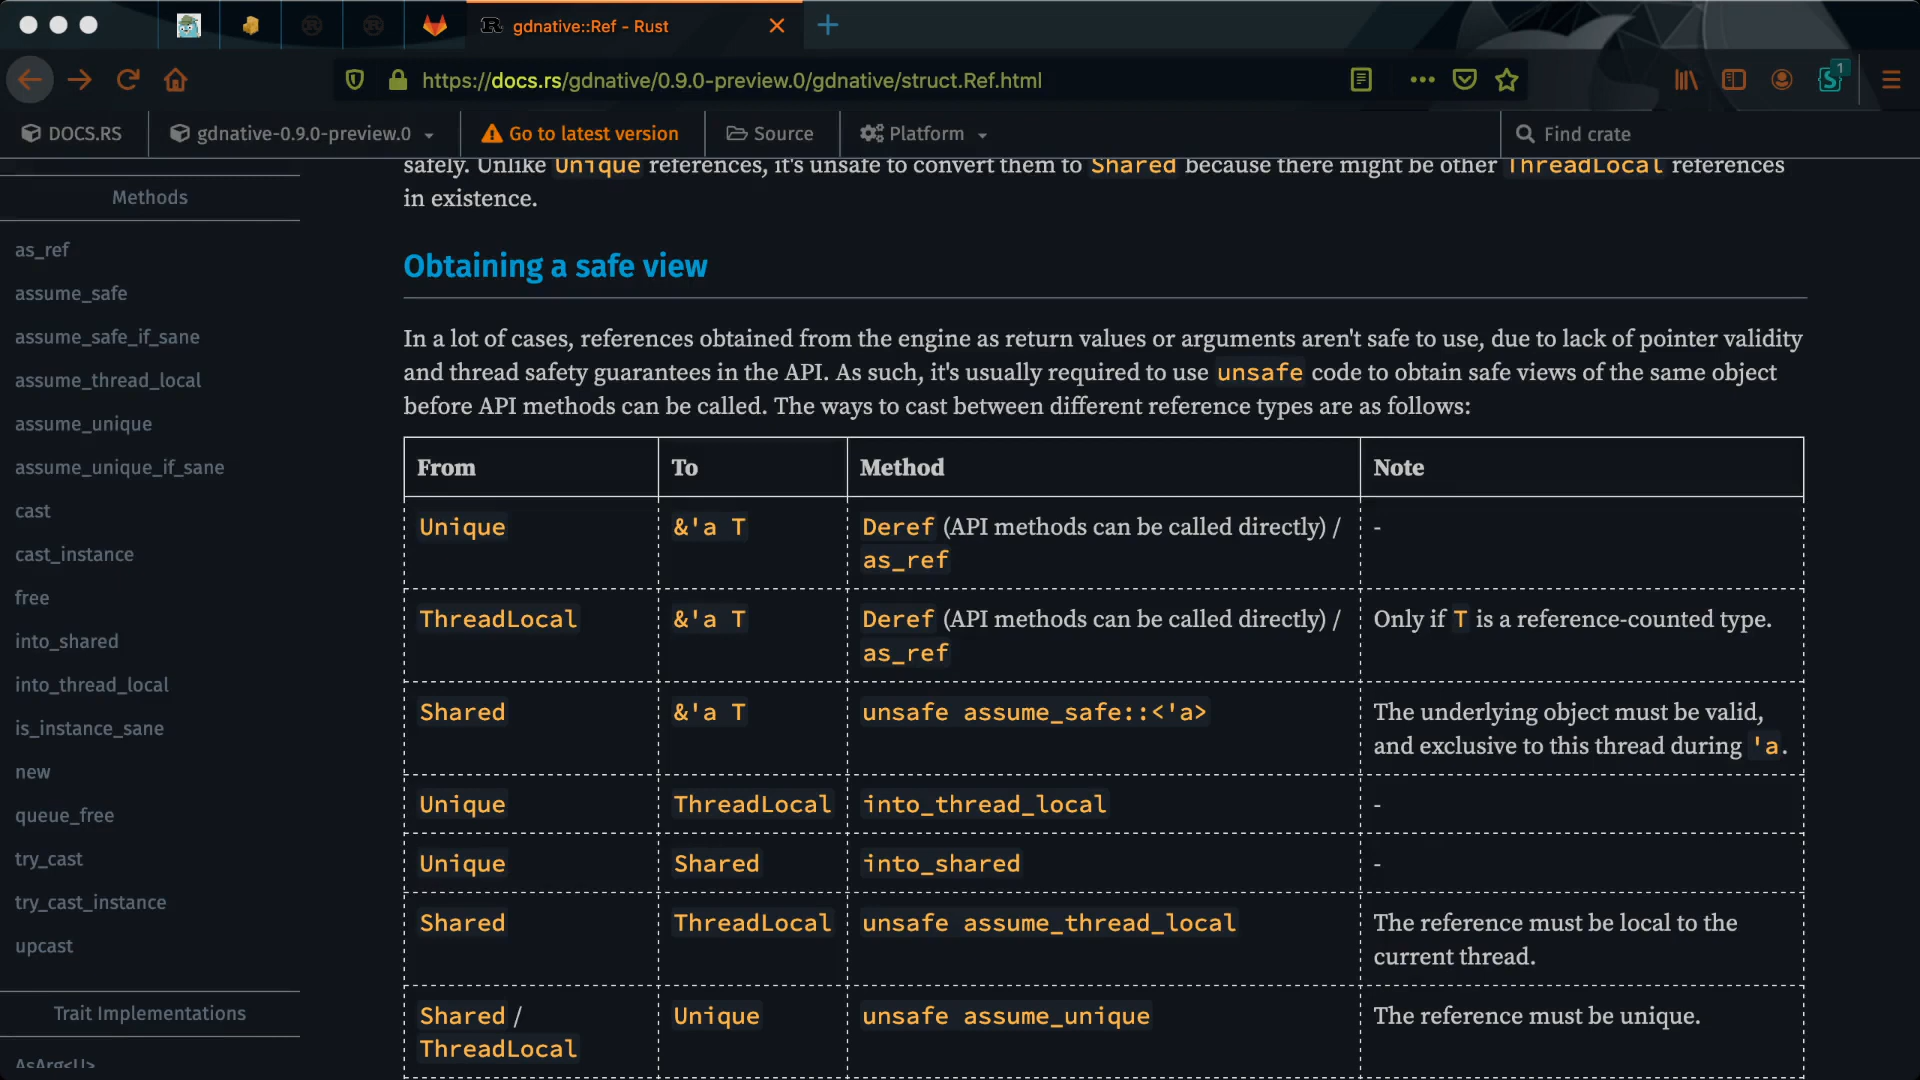 gdnative::Ref - Rust
https://docs.rs/gdnative/0.9.0-preview.0/gdnative/struct.Ref.html
1
DOCS.RS
gdnative-0.9.0-preview.0
Go to latest version
Source
Platform
Find crate
safely. Unlike Unique references, it's unsafe to convert them to Shared because there might be other ThreadLocal references
in existence.
Methods
as_ref
assume_safe
assume_safe_if_sane
assume_thread_local
assume_unique
assume_unique_if_sane
cast
cast_instance
free
into_shared
into_thread_local
is_instance_sane
new
queue_free
try_cast
try_cast_instance
upcast
Trait Implementations
AsArg<U>
Obtaining a safe view
In a lot of cases, references obtained from the engine as return values or arguments aren't safe to use, due to lack of pointer validity
and thread safety guarantees in the API. As such, it's usually required to use unsafe code to obtain safe views of the same object
before API methods can be called. The ways to cast between different reference types are as follows:
From To Method Note
Unique &'a T Deref (API methods can be called directly) / -
as_ref
ThreadLocal &'a T Deref (API methods can be called directly) / Only if T is a reference-counted type.
as_ref
Shared &'a T unsafe assume_safe::<'a> The underlying object must be valid,
and exclusive to this thread during 'a.
Unique ThreadLocal into_thread_local -
Unique Shared into_shared -
Shared ThreadLocal unsafe assume_thread_local The reference must be local to the
current thread.
Shared / Unique unsafe assume_unique The reference must be unique.
ThreadLocal